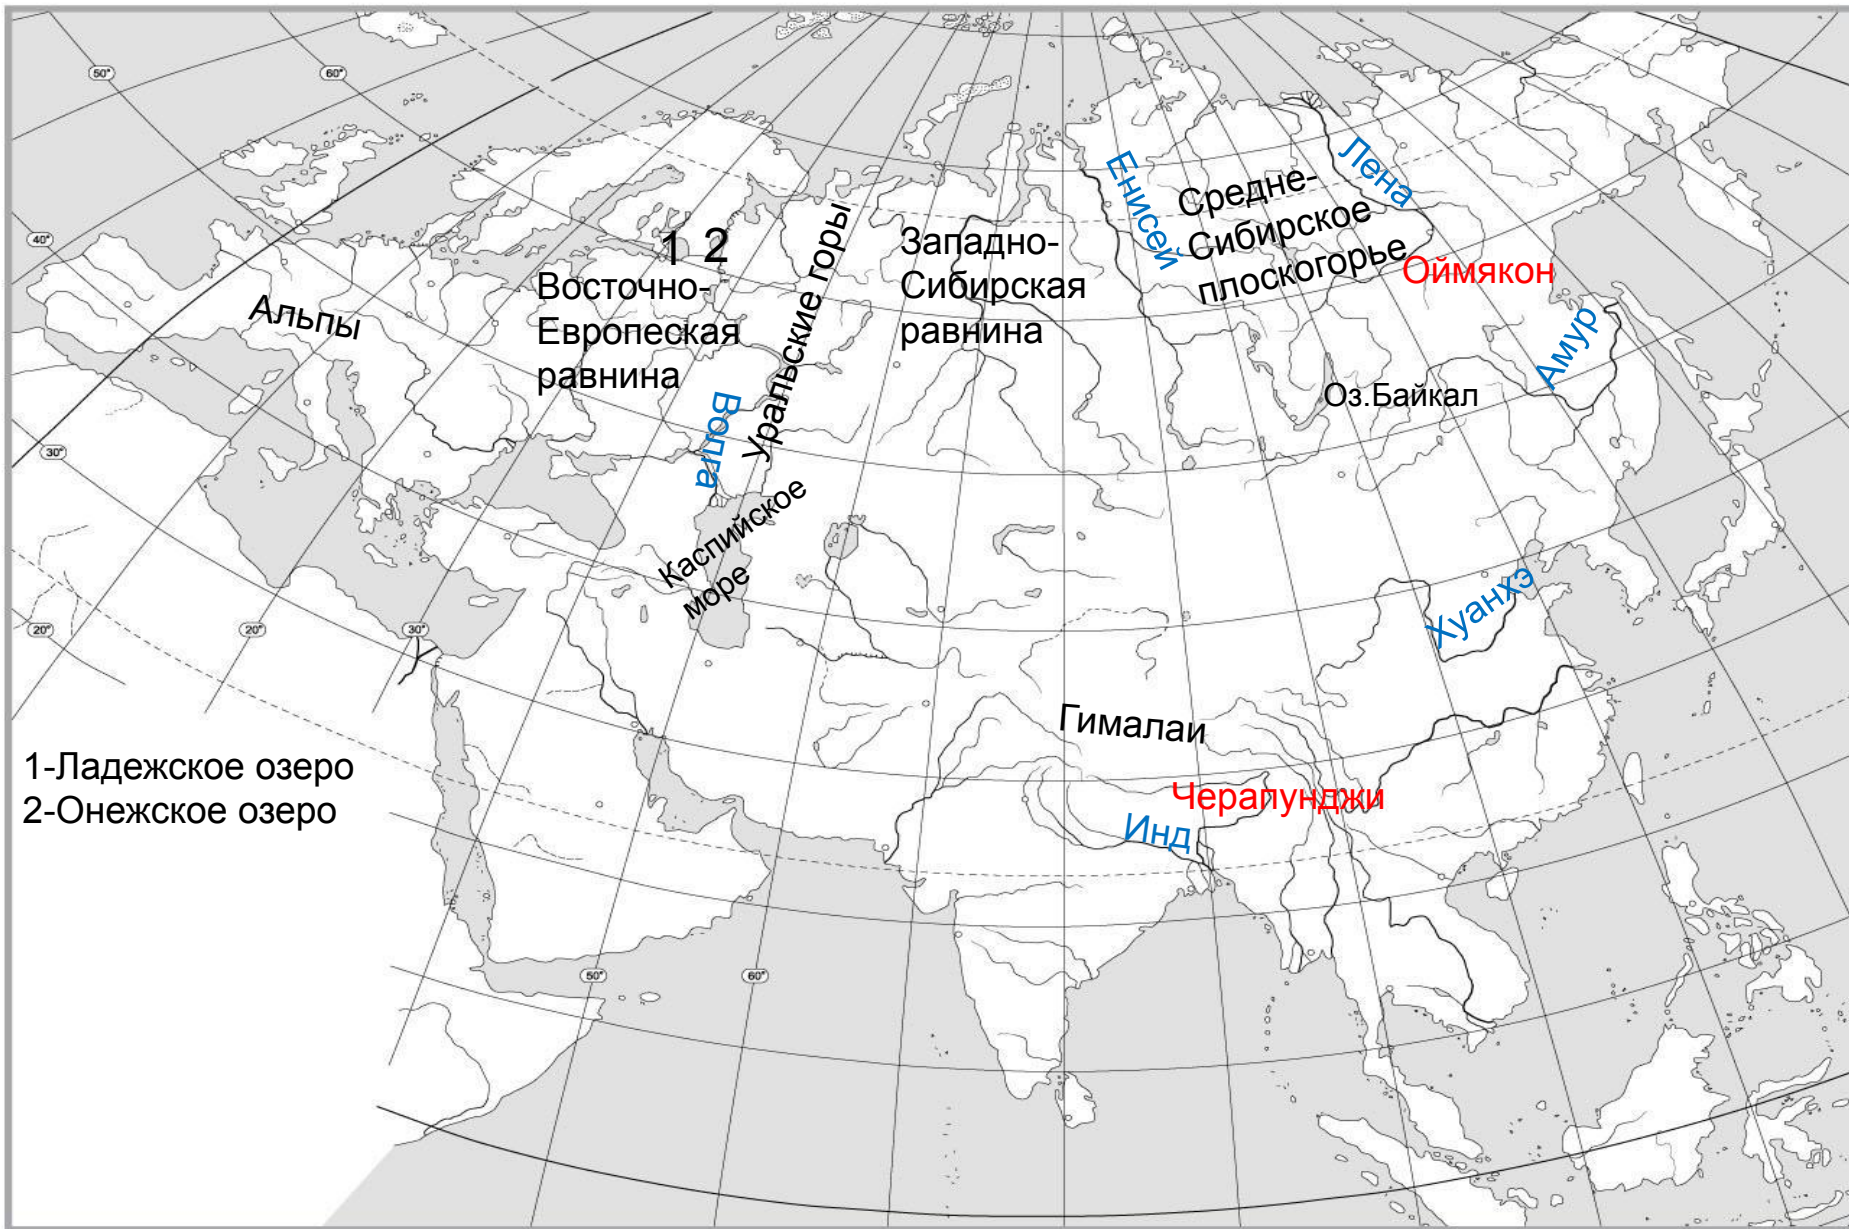 50°
60°
40°
30°
20°
20°
30°
50°
60°
Енисей
Лена
Средне-
Сибирское
плоскогорье
Оймякон
1 2
Западно-
Сибирская
равнина
Восточно-
Европеская
равнина
Уральские горы
Альпы
Амур
Оз.Байкал
Волга
Каспийское
море
Хуанхэ
Гималаи
Черапунджи
Инд
1-Ладежское озеро
2-Онежское озеро